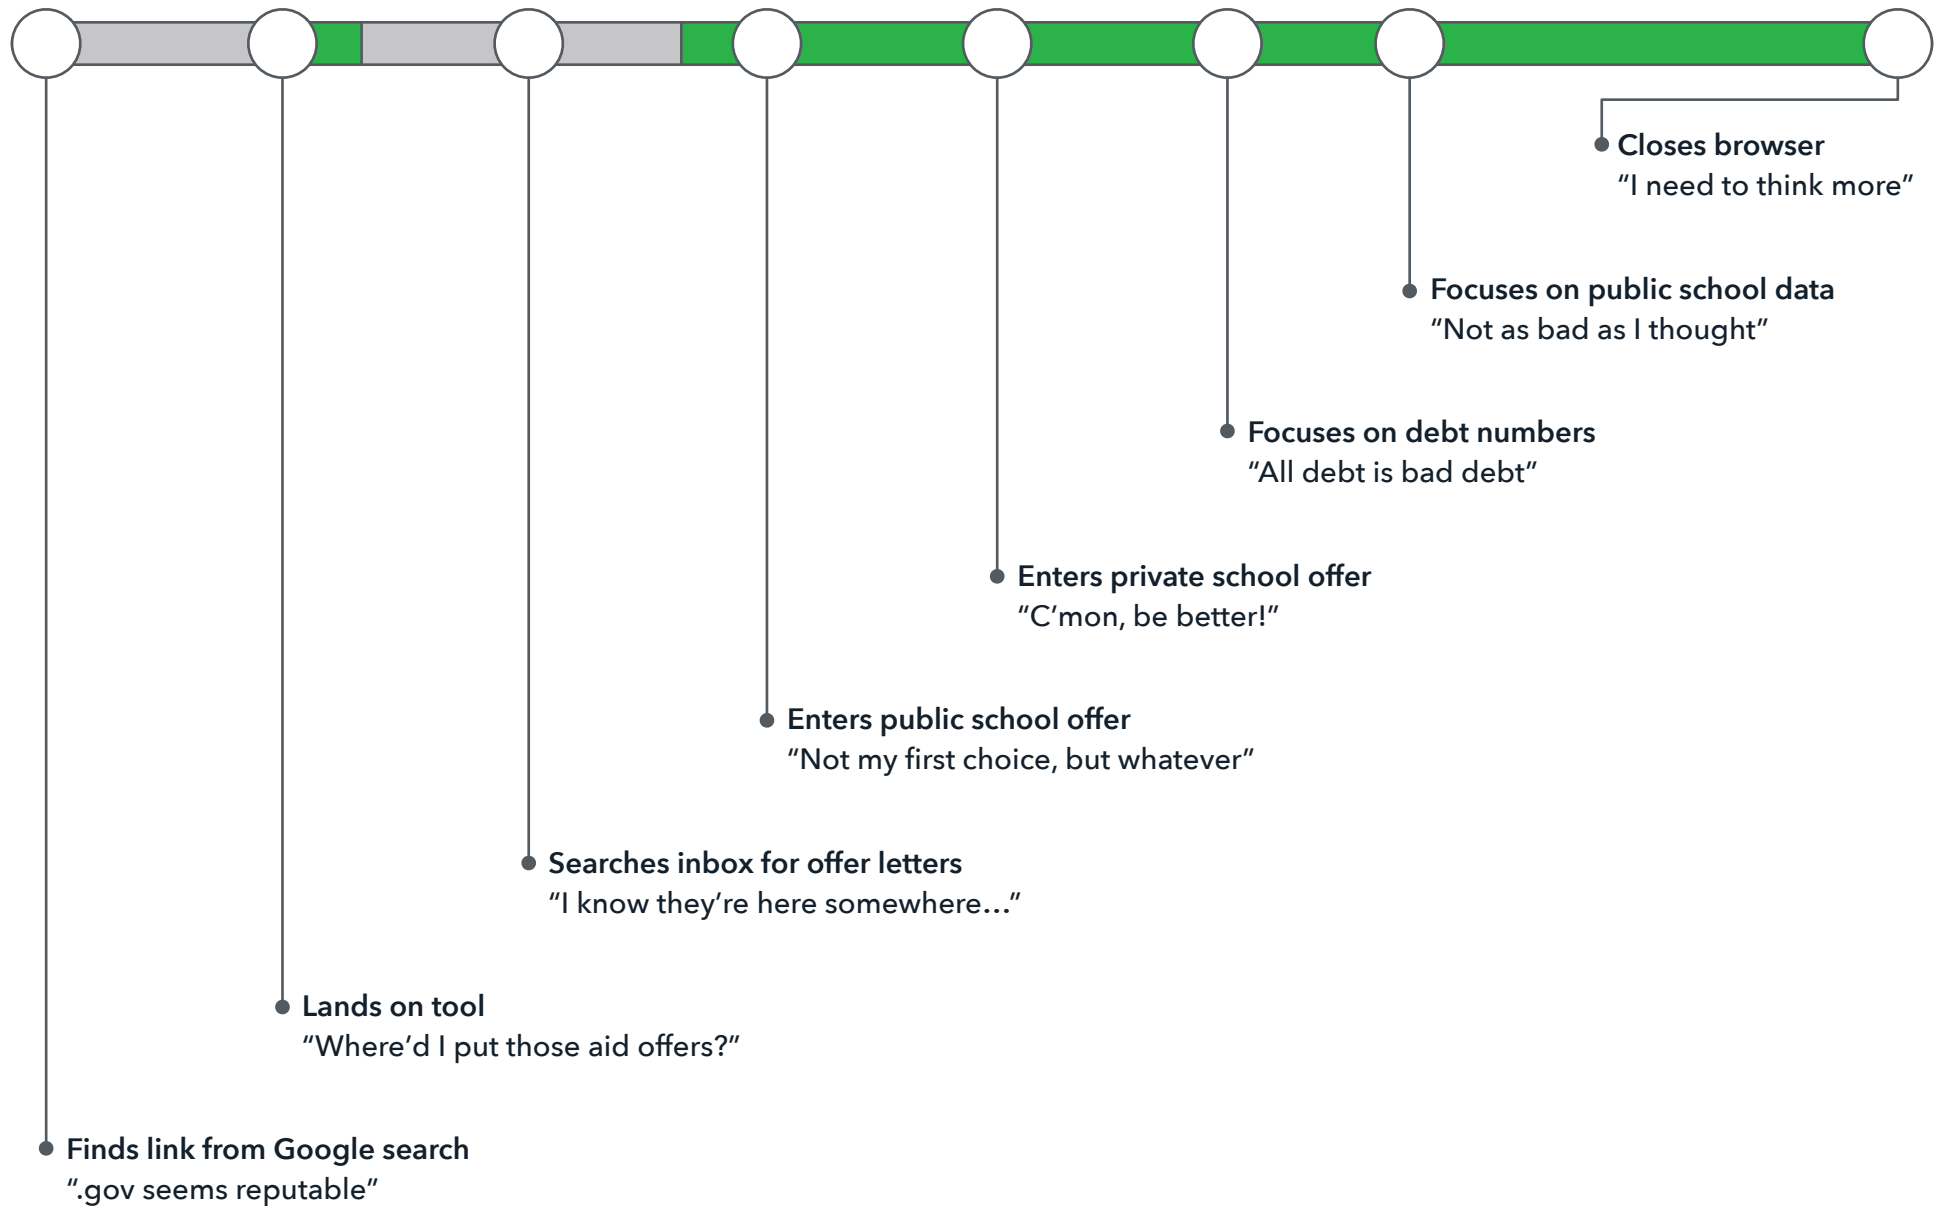 Closes browser
“I need to think more”
Focuses on public school data
“Not as bad as I thought”
Focuses on debt numbers
“All debt is bad debt”
Enters private school offer
“C’mon, be better!”
Enters public school offer
“Not my first choice, but whatever”
Searches inbox for offer letters
“I know they’re here somewhere…”
Lands on tool
“Where’d I put those aid offers?”
Finds link from Google search
“.gov seems reputable”